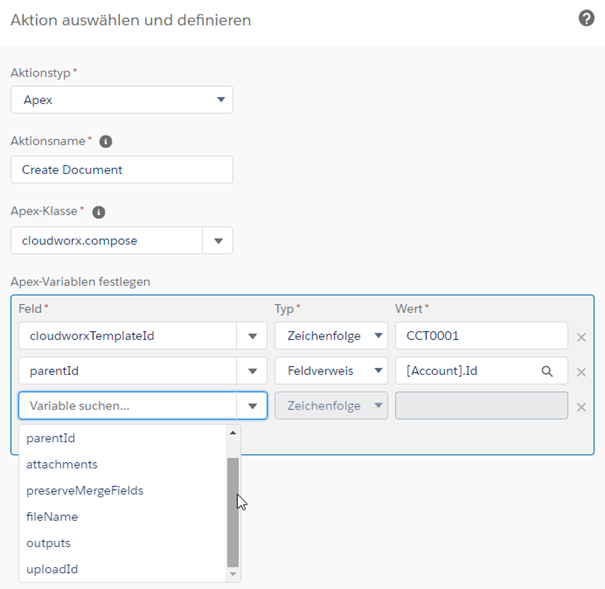 Aktion auswählen und definieren
Aktionstyp*
Apex
Aktionsname*
Create Document
Apex-Klasse*
cloudworx.compose
Apex-Variablen festlegen
Feld* Typ* Wert*
cloudworxTemplateId Zeichenfolge CCT0001
parentId Feldverweis [Account].Id
Variable suchen... Zeichenfolge
parentId
attachments
preserveMergeFields
fileName
outputs
uploadId